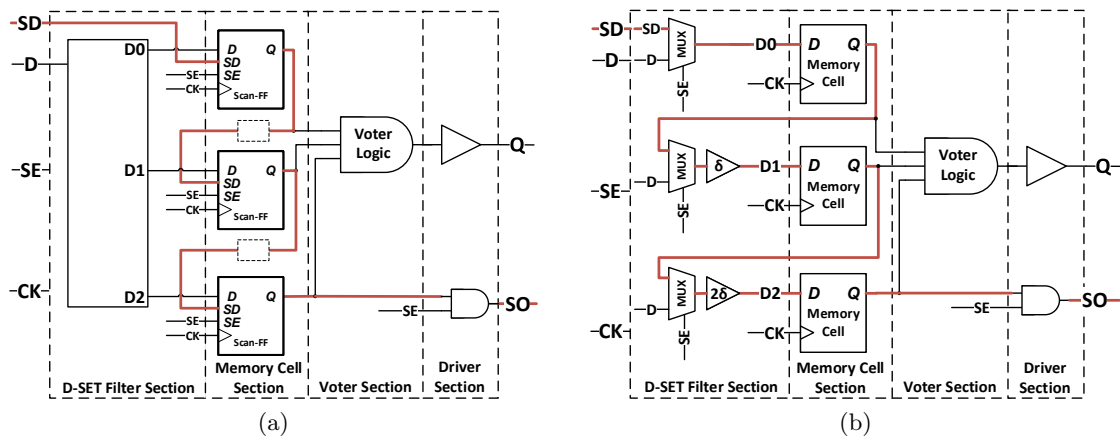 SD
D
SE
CK
D0
D1
D2
D
Q
SD
SE
SE
CK
Scan-FF
D
Q
SD
SE
SE
CK
Scan-FF
D
Q
SD
SE
SE
CK
Scan-FF
Voter
Logic
Q
SE
SO
D-SET Filter Section
Memory Cell
Section
Voter Section
Driver
Section
(a)
SD
SD
D
D
MUX
SE
D0
D
Q
Memory
Cell
CK
SE
D
MUX
SE
δ
D1
D
Q
Memory
Cell
CK
CK
D
MUX
SE
2δ
D2
D
Q
Memory
Cell
CK
Voter
Logic
Q
SE
SO
D-SET Filter Section
Memory Cell
Section
Voter Section
Driver
Section
(b)